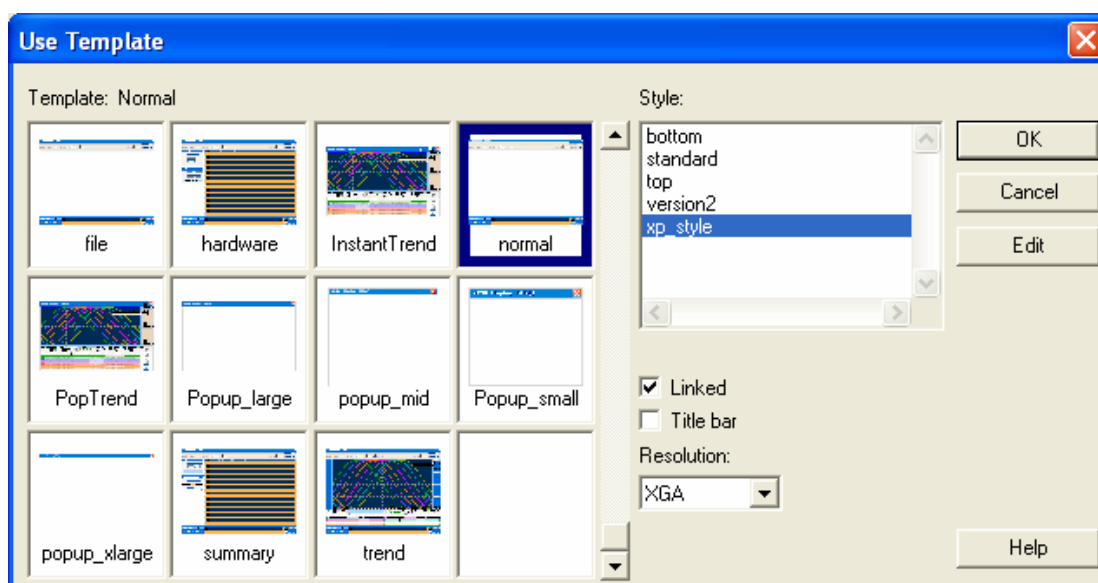 Use Template
Template: Normal
file
hardware
InstantTrend
normal
PopTrend
Popup_large
popup_mid
Popup_small
popup_xlarge
summary
trend
Style:
bottom
standard
top
version2
xp_style
Linked
Title bar
Resolution:
XGA
OK
Cancel
Edit
Help